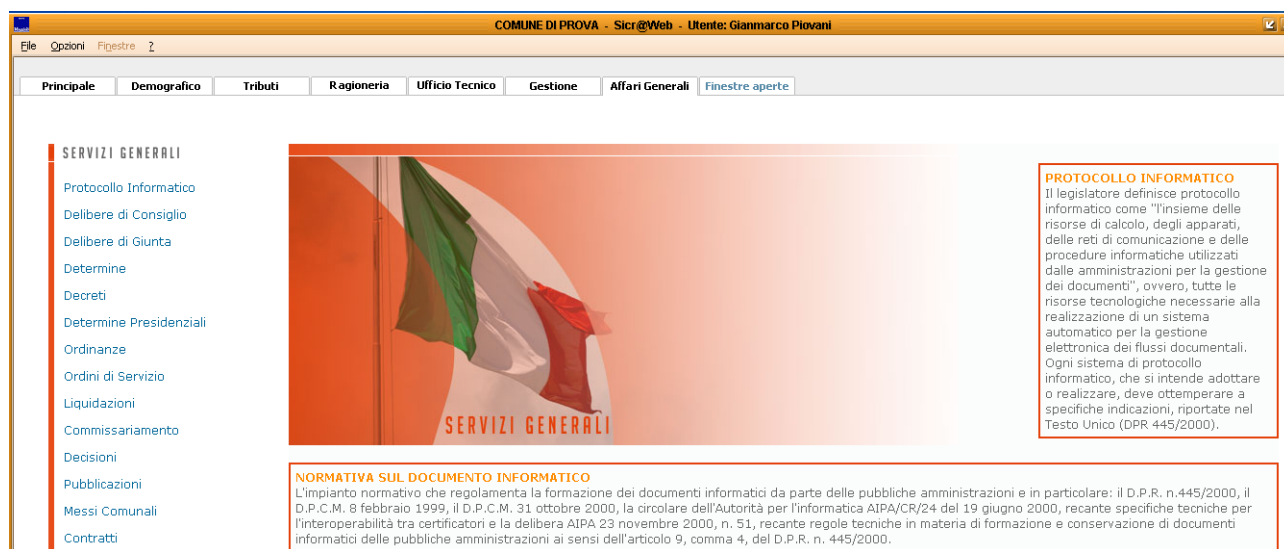 COMUNE DI PROVA - Sicr@Web - Utente: Gianmarco Piovani
File Opzioni Finestre ?
Principale Demografico Tributi Ragioneria Ufficio Tecnico Gestione Affari Generali Finestre aperte
SERVIZI GENERALI
Protocollo Informatico
Delibere di Consiglio
Delibere di Giunta
Determine
Decreti
Determine Presidenziali
Ordinanze
Ordini di Servizio
Liquidazioni
Commissariamento
Decisioni
Pubblicazioni
Messi Comunali
Contratti
SERVIZI GENERALI
PROTOCOLLO INFORMATICO
Il legislatore definisce protocollo
informatico come "l'insieme delle
risorse di calcolo, degli apparati,
delle reti di comunicazione e delle
procedure informatiche utilizzati
dalle amministrazioni per la gestione
dei documenti", ovvero, tutte le
risorse tecnologiche necessarie alla
realizzazione di un sistema
automatico per la gestione
elettronica dei flussi documentali.
Ogni sistema di protocollo
informatico, che si intende adottare
o realizzare, deve ottemperare a
specifiche indicazioni, riportate nel
Testo Unico (DPR 445/2000).
NORMATIVA SUL DOCUMENTO INFORMATICO
L'impianto normativo che regolamenta la formazione dei documenti informatici da parte delle pubbliche amministrazioni e in particolare: il D.P.R. n.445/2000, il
D.P.C.M. 8 febbraio 1999, il D.P.C.M. 31 ottobre 2000, la circolare dell'Autorità per l'informatica AIPA/CR/24 del 19 giugno 2000, recante specifiche tecniche per
l'interoperabilità tra certificatori e la delibera AIPA 23 novembre 2000, n. 51, recante regole tecniche in materia di formazione e conservazione di documenti
informatici delle pubbliche amministrazioni ai sensi dell'articolo 9, comma 4, del D.P.R. n. 445/2000.